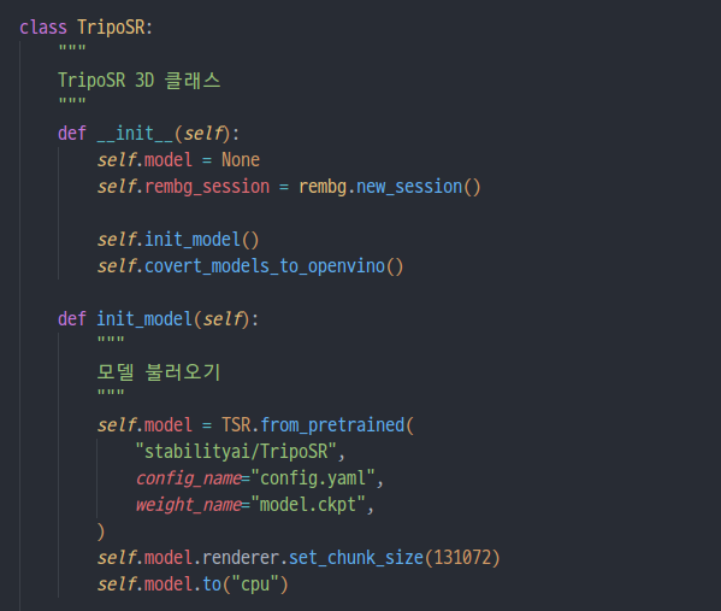 class TripoSR:
    """
    TripoSR 3D 클래스
    """
    def __init__(self):
        self.model = None
        self.rembg_session = rembg.new_session()

        self.init_model()
        self.covert_models_to_openvino()

    def init_model(self):
        """
        모델 불러오기
        """
        self.model = TSR.from_pretrained(
            "stabilityai/TripoSR",
            config_name="config.yaml",
            weight_name="model.ckpt",
        )
        self.model.renderer.set_chunk_size(131072)
        self.model.to("cpu")